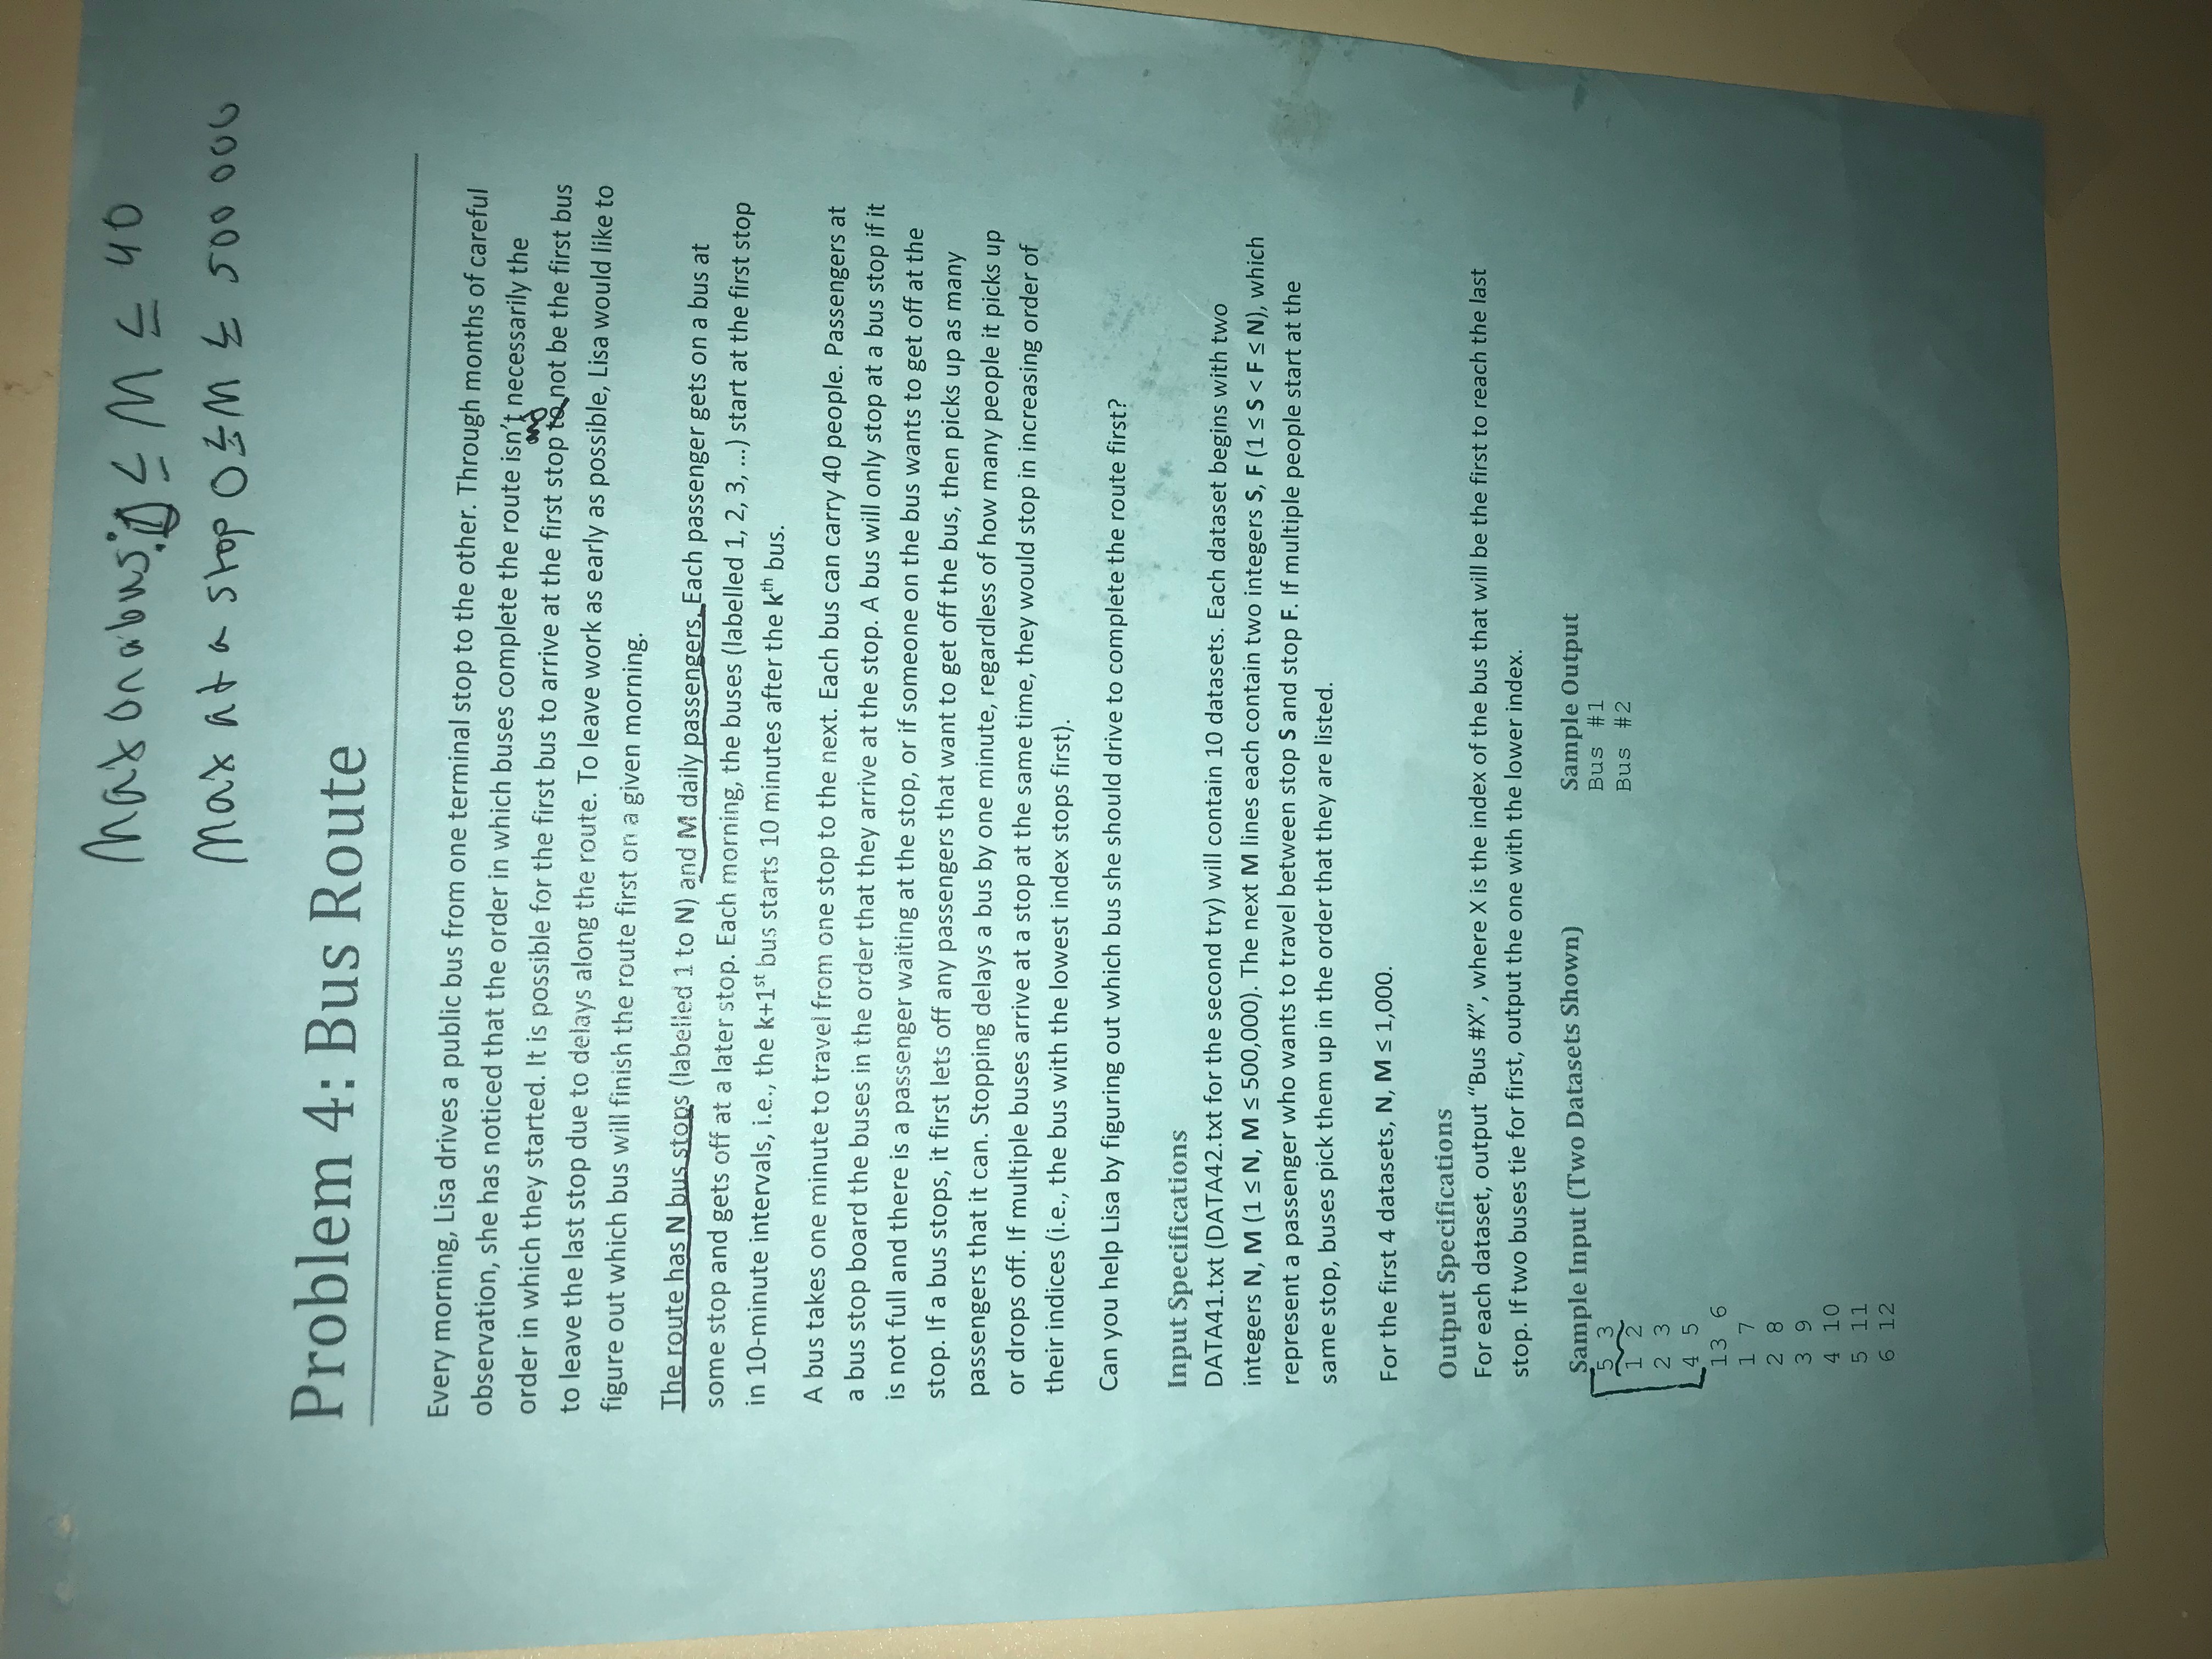 Max on a bus: 0 ≤ M ≤ 40
Max at a stop 0 ≤ M ≤ 500 000
Problem 4: Bus Route
Every morning, Lisa drives a public bus from one terminal stop to the other. Through months of careful
observation, she has noticed that the order in which buses complete the route isn't necessarily the
and
order in which they started. It is possible for the first bus to arrive at the first stop to not be the first bus
to leave the last stop due to delays along the route. To leave work as early as possible, Lisa would like to
figure out which bus will finish the route first on a given morning.
The route has N bus stops (labelled 1 to N) and M daily passengers. Each passenger gets on a bus at
some stop and gets off at a later stop. Each morning, the buses (labelled 1, 2, 3, ...) start at the first stop
in 10-minute intervals, i.e., the k+1st bus starts 10 minutes after the kth bus.
A bus takes one minute to travel from one stop to the next. Each bus can carry 40 people. Passengers at
a bus stop board the buses in the order that they arrive at the stop. A bus will only stop at a bus stop if it
is not full and there is a passenger waiting at the stop, or if someone on the bus wants to get off at the
stop. If a bus stops, it first lets off any passengers that want to get off the bus, then picks up as many
passengers that it can. Stopping delays a bus by one minute, regardless of how many people it picks up
or drops off. If multiple buses arrive at a stop at the same time, they would stop in increasing order of
their indices (i.e., the bus with the lowest index stops first).
Can you help Lisa by figuring out which bus she should drive to complete the route first?
Input Specifications
DATA41.txt (DATA42.txt for the second try) will contain 10 datasets. Each dataset begins with two
integers N, M (1 ≤ N, M ≤ 500,000). The next M lines each contain two integers S, F (1 ≤ S < F ≤ N), which
represent a passenger who wants to travel between stop S and stop F. If multiple people start at the
same stop, buses pick them up in the order that they are listed.
For the first 4 datasets, N, M ≤ 1,000.
Output Specifications
For each dataset, output "Bus #X", where X is the index of the bus that will be the first to reach the last
stop. If two buses tie for first, output the one with the lower index.
Sample Input (Two Datasets Shown)
5 3
1 2
2 3
4 5
13 6
1 7
2 8
3 9
4 10
5 11
6 12
Sample Output
Bus #1
Bus #2